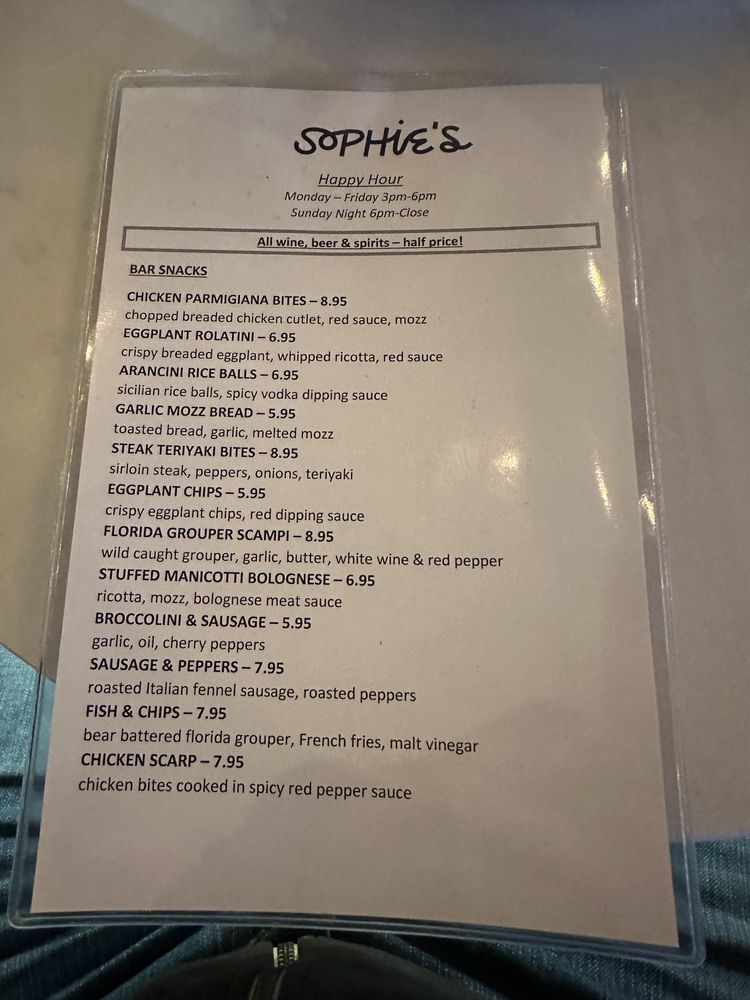 SOPHiE'S
Happy Hour
Monday – Friday 3pm-6pm
Sunday Night 6pm-Close
All wine, beer & spirits – half price!
BAR SNACKS
CHICKEN PARMIGIANA BITES – 8.95
chopped breaded chicken cutlet, red sauce, mozz
EGGPLANT ROLATINI – 6.95
crispy breaded eggplant, whipped ricotta, red sauce
ARANCINI RICE BALLS – 6.95
sicilian rice balls, spicy vodka dipping sauce
GARLIC MOZZ BREAD – 5.95
toasted bread, garlic, melted mozz
STEAK TERIYAKI BITES – 8.95
sirloin steak, peppers, onions, teriyaki
EGGPLANT CHIPS – 5.95
crispy eggplant chips, red dipping sauce
FLORIDA GROUPER SCAMPI – 8.95
wild caught grouper, garlic, butter, white wine & red pepper
STUFFED MANICOTTI BOLOGNESE – 6.95
ricotta, mozz, bolognese meat sauce
BROCCOLINI & SAUSAGE – 5.95
garlic, oil, cherry peppers
SAUSAGE & PEPPERS – 7.95
roasted Italian fennel sausage, roasted peppers
FISH & CHIPS – 7.95
bear battered florida grouper, French fries, malt vinegar
CHICKEN SCARP – 7.95
chicken bites cooked in spicy red pepper sauce